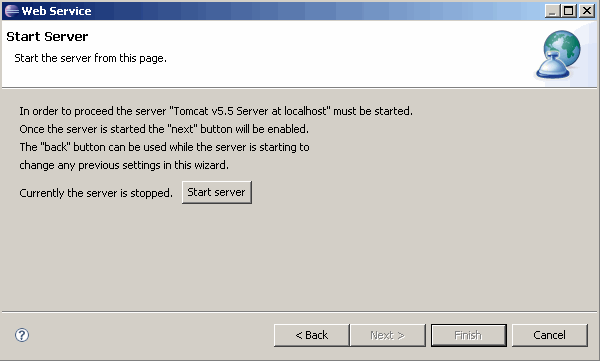 Web Service
Start Server
Start the server from this page.
In order to proceed the server "Tomcat v5.5 Server at localhost" must be started.
Once the server is started the "next" button will be enabled.
The "back" button can be used while the server is starting to
change any previous settings in this wizard.
Currently the server is stopped. Start server
? < Back Next > Finish Cancel